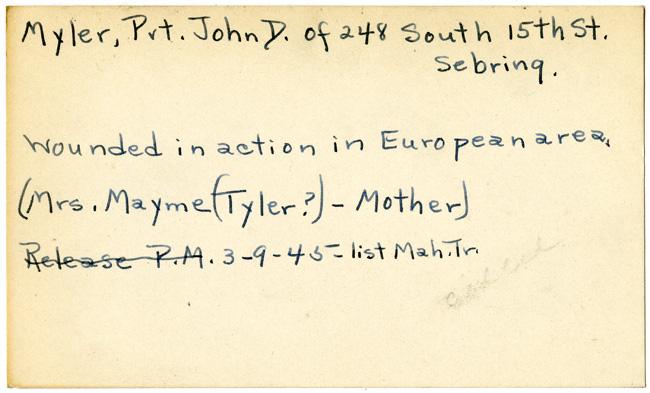 Myler, Pvt. John D. of 248 South 15th St.
Sebring.
Wounded in action in European area.
(Mrs. Mayme (Tyler?) - Mother)
Release P.M. 3-9-45 - list Mah. Tr.